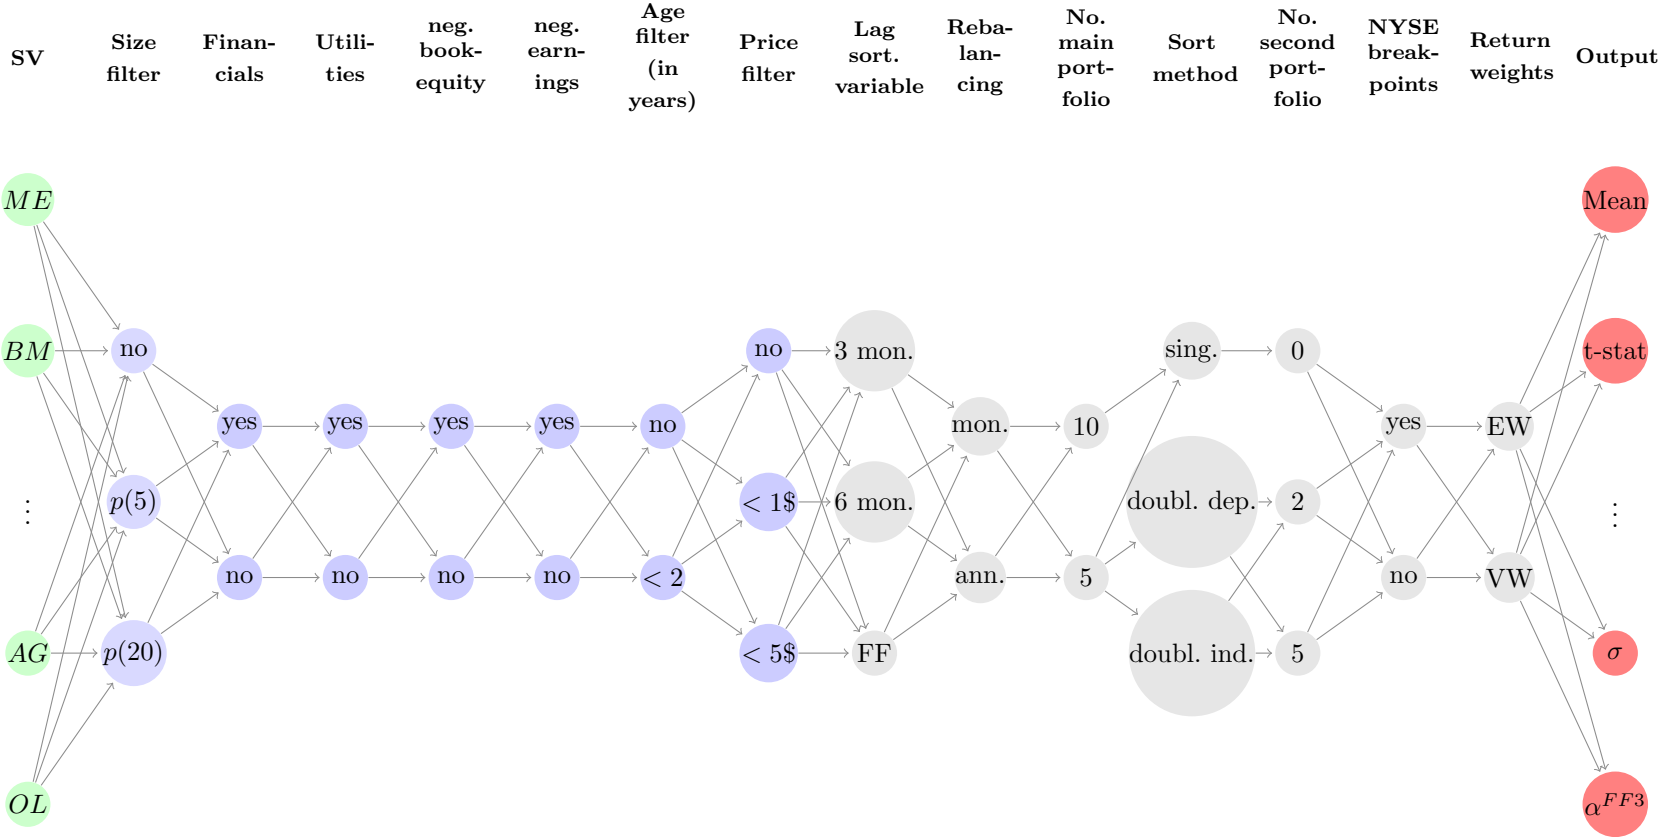 SV
Size
filter
Finan-
cials
Utili-
ties
neg.
book-
equity
neg.
earn-
ings
Age
filter
(in
years)
Price
filter
Lag
sort.
variable
Reba-
lan-
cing
No.
main
port-
folio
Sort
method
No.
second
port-
folio
NYSE
break-
points
Return
weights
Output
ME
BM
⋮
AG
OL
no
p(5)
p(20)
yes
no
yes
no
yes
no
yes
no
no
< 2
no
< 1$
< 5$
3 mon.
6 mon.
FF
mon.
ann.
10
5
sing.
doubl. dep.
doubl. ind.
0
2
5
yes
no
EW
VW
Mean
t-stat
⋮
σ
α^{FF3}